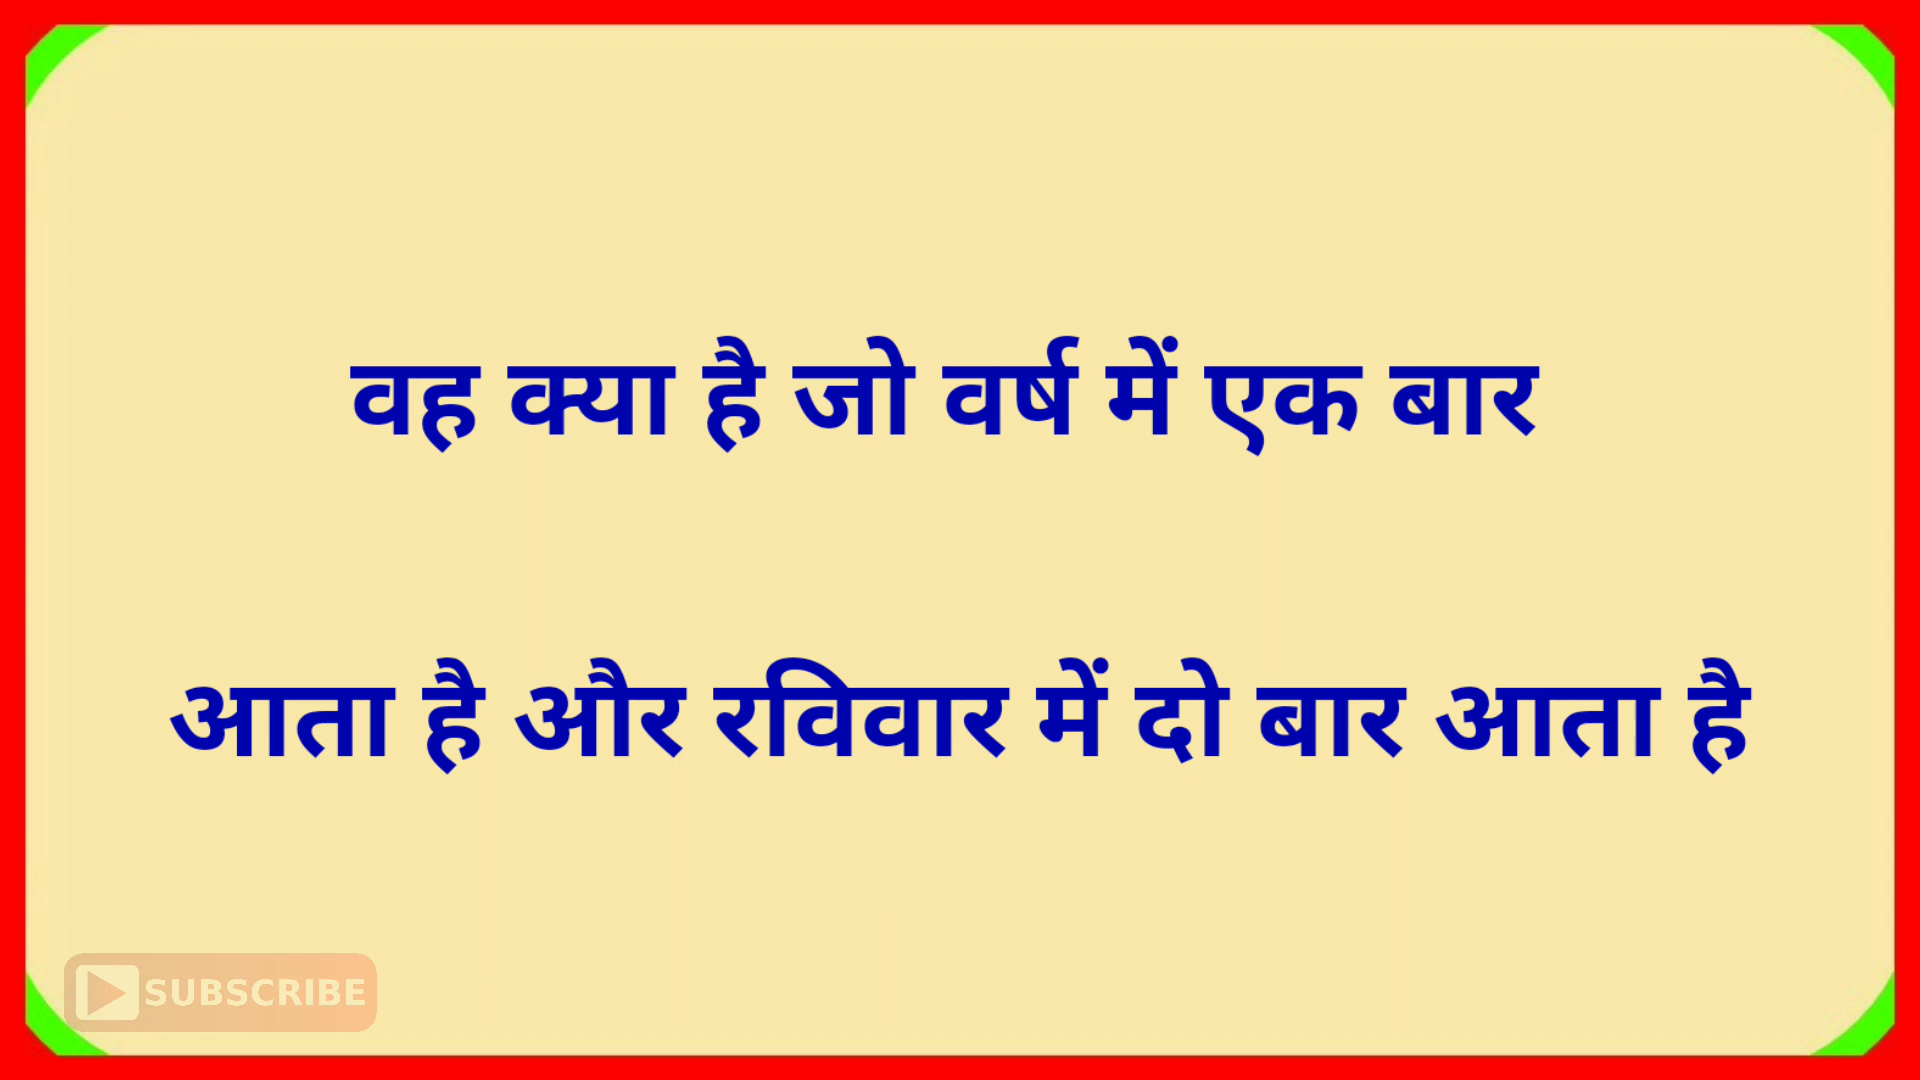 वह क्या है जो वर्ष में एक बार
आता है और रविवार में दो बार आता है
SUBSCRIBE